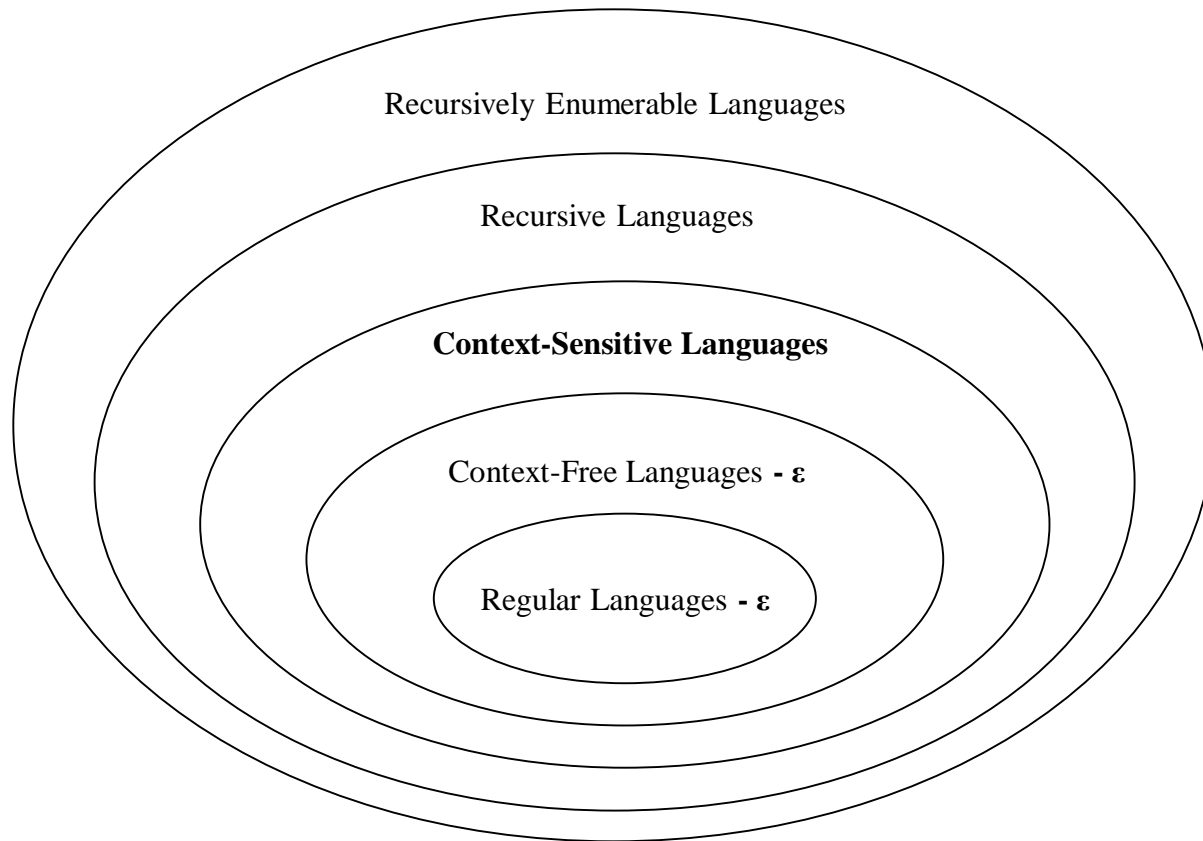 Recursively Enumerable Languages
Recursive Languages
Context-Sensitive Languages
Context-Free Languages - ε
Regular Languages - ε